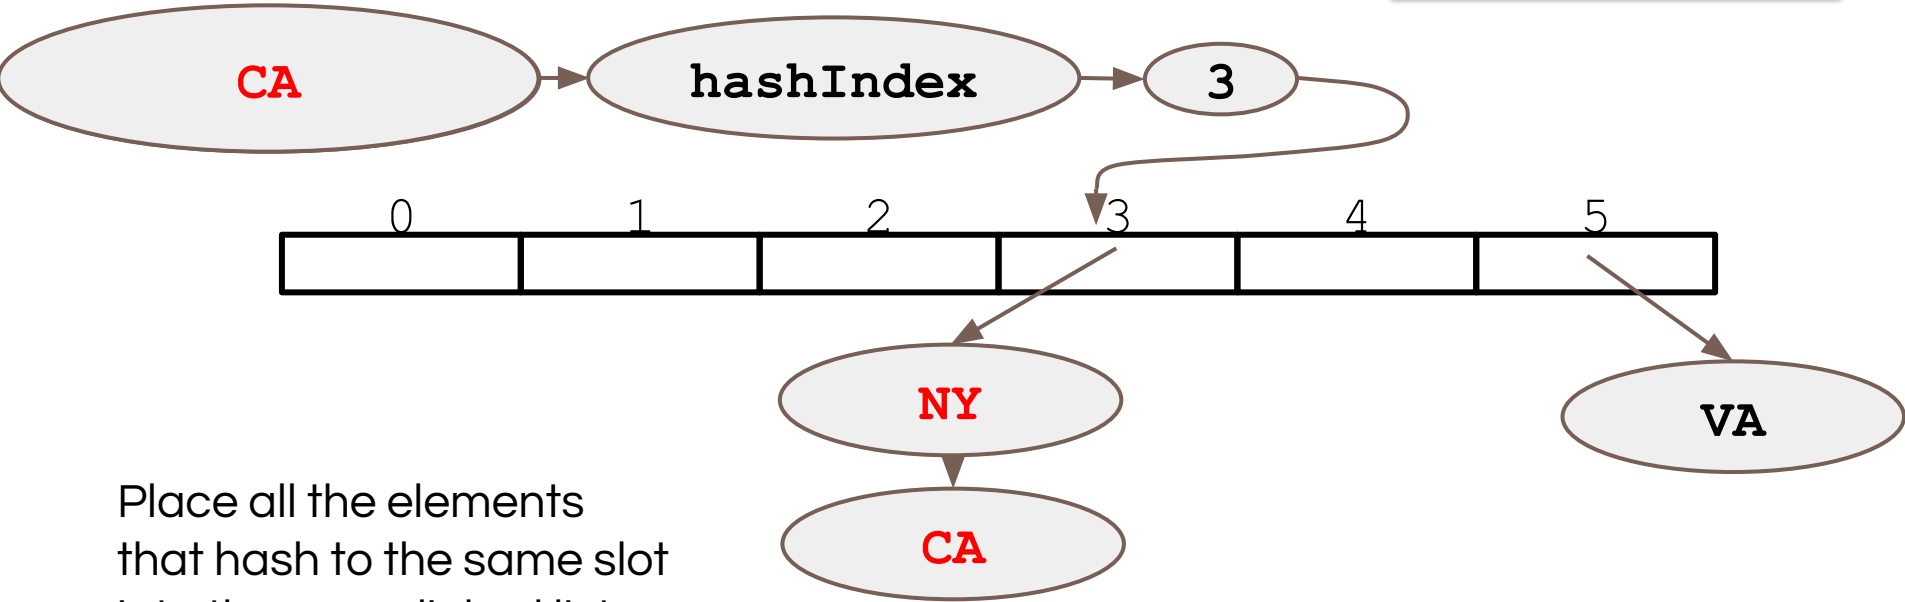 CA hashIndex 3
0 1 2 3 4 5
NY
VA
CA
Place all the elements
that hash to the same slot